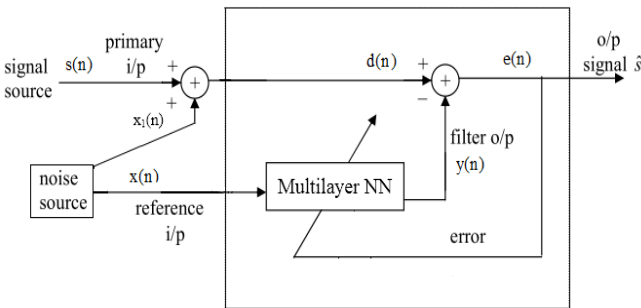 primary
i/p
signal
source
s(n)
+
+
+
x₁(n)
d(n)
+
+
−
e(n)
o/p
signal ŝ
filter o/p
y(n)
noise
source
x(n)
reference
i/p
Multilayer NN
error